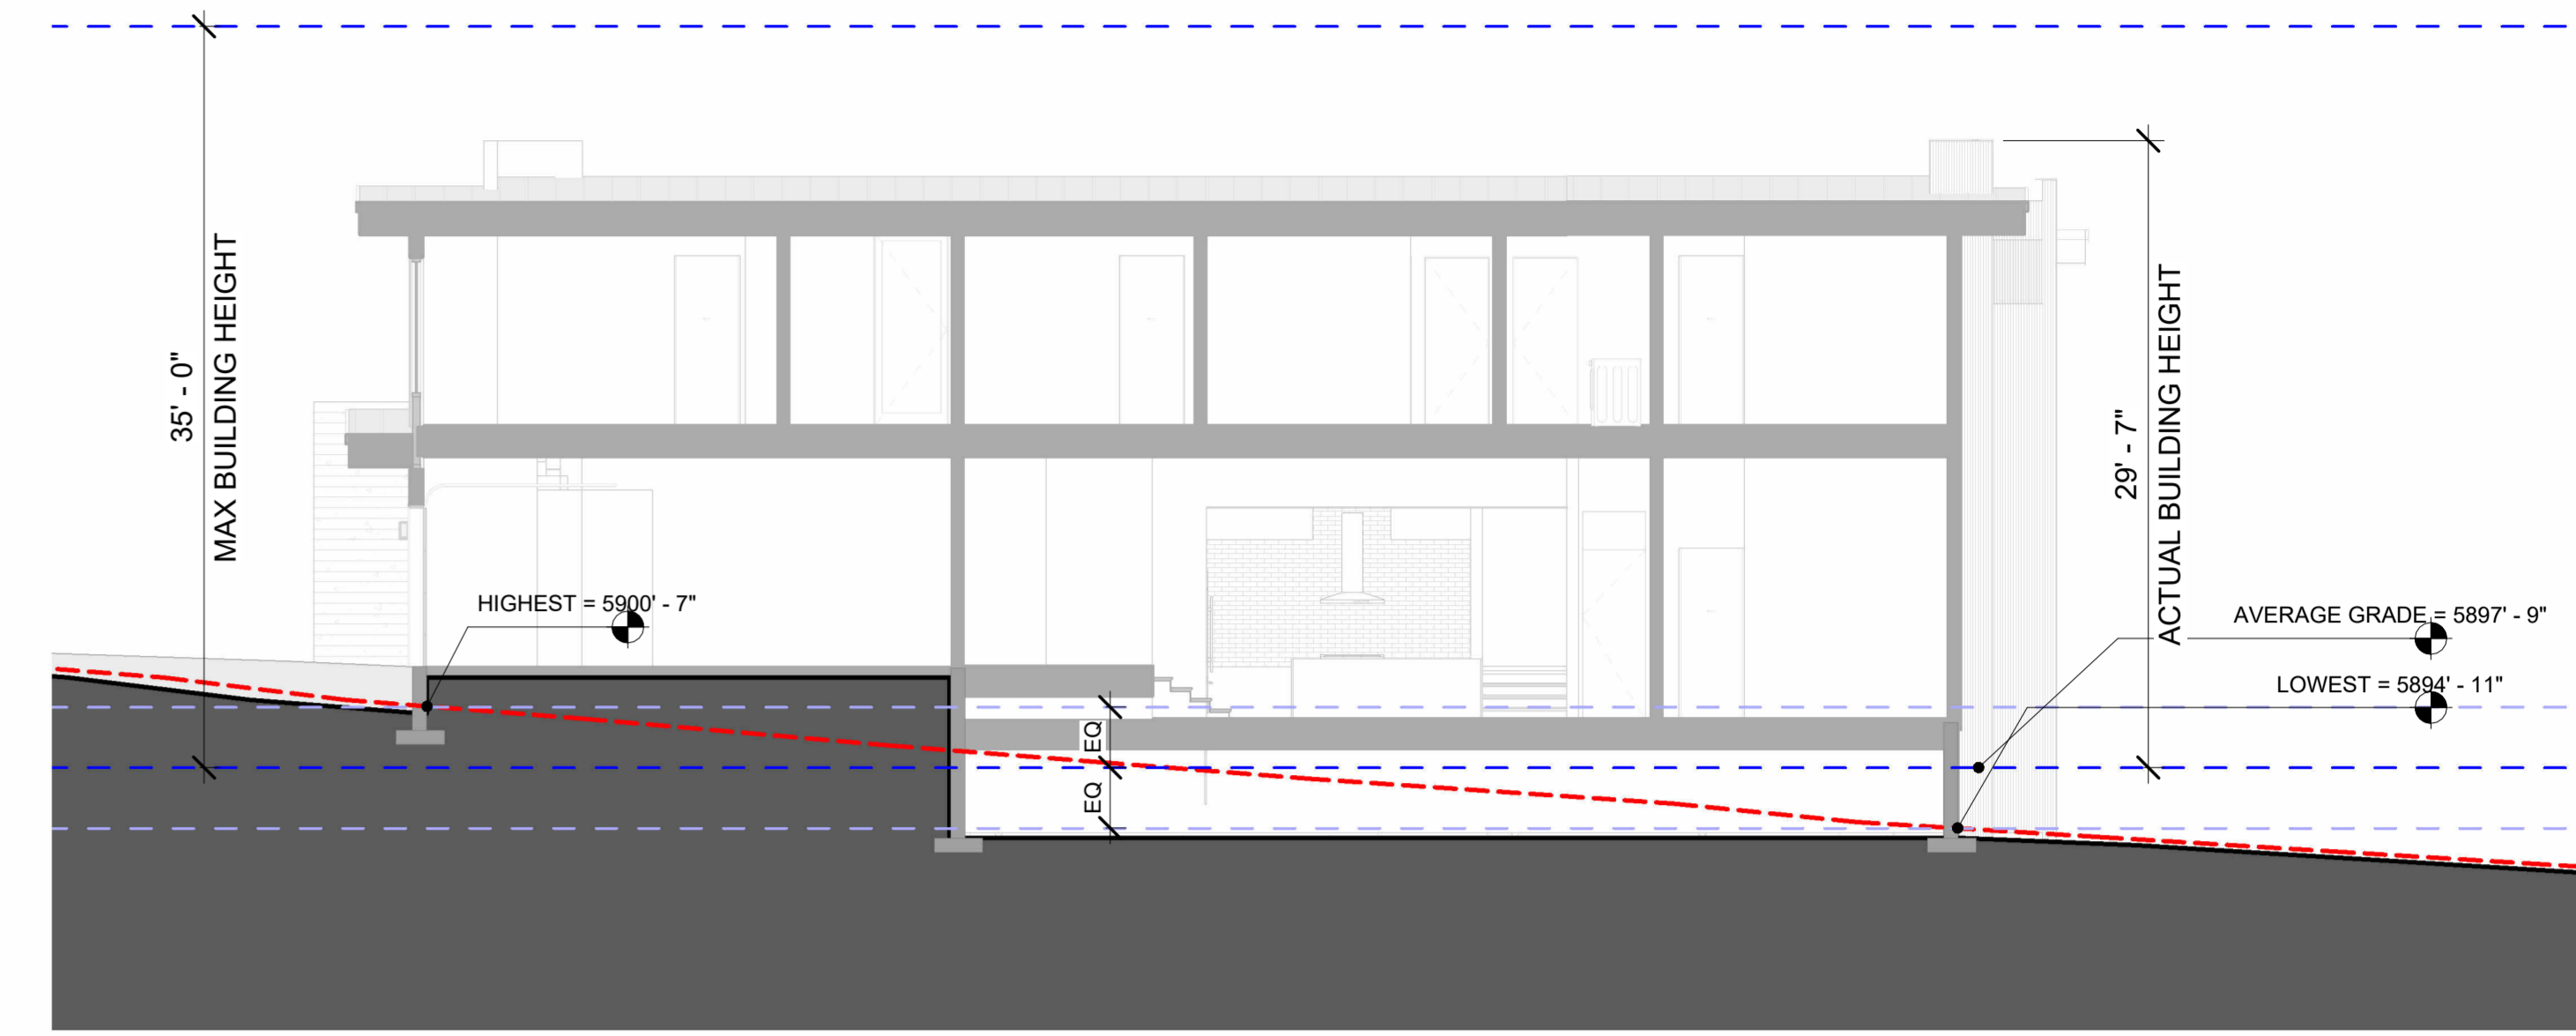 35' - 0"
MAX BUILDING HEIGHT
29' - 7"
ACTUAL BUILDING HEIGHT
HIGHEST = 5900' - 7"
AVERAGE GRADE = 5897' - 9"
LOWEST = 5894' - 11"
EQ
EQ